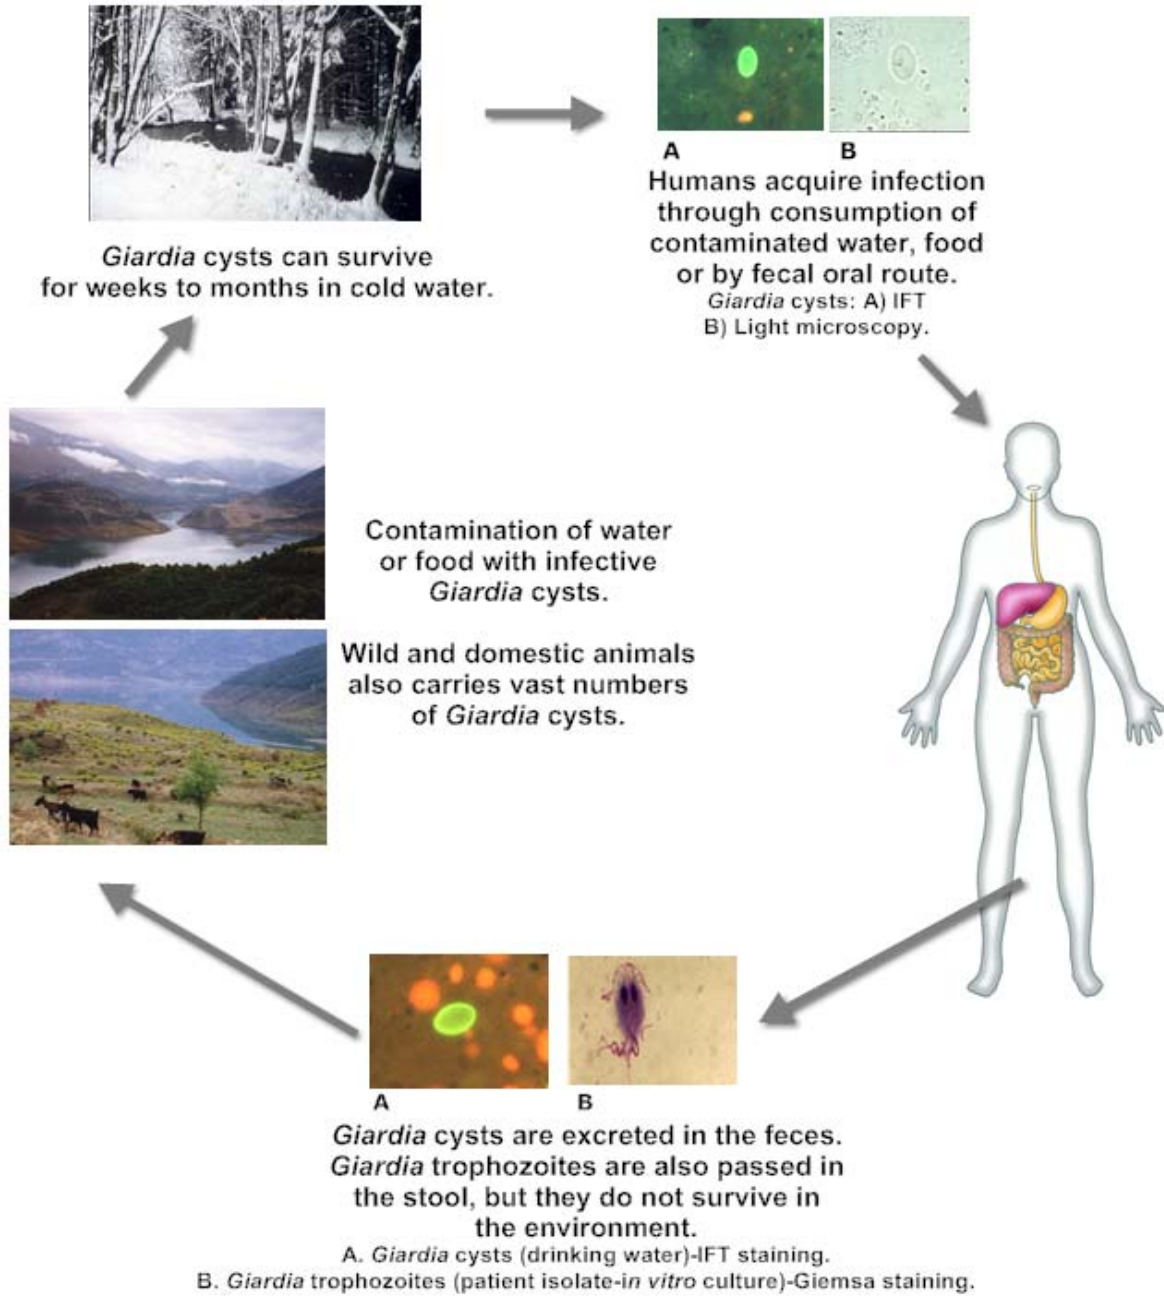 Giardia cysts can survive
for weeks to months in cold water.
A
B
Humans acquire infection
through consumption of
contaminated water, food
or by fecal oral route.
Giardia cysts: A) IFT
B) Light microscopy.
Contamination of water
or food with infective
Giardia cysts.
Wild and domestic animals
also carries vast numbers
of Giardia cysts.
A
B
Giardia cysts are excreted in the feces.
Giardia trophozoites are also passed in
the stool, but they do not survive in
the environment.
A. Giardia cysts (drinking water)-IFT staining.
B. Giardia trophozoites (patient isolate-in vitro culture)-Giemsa staining.